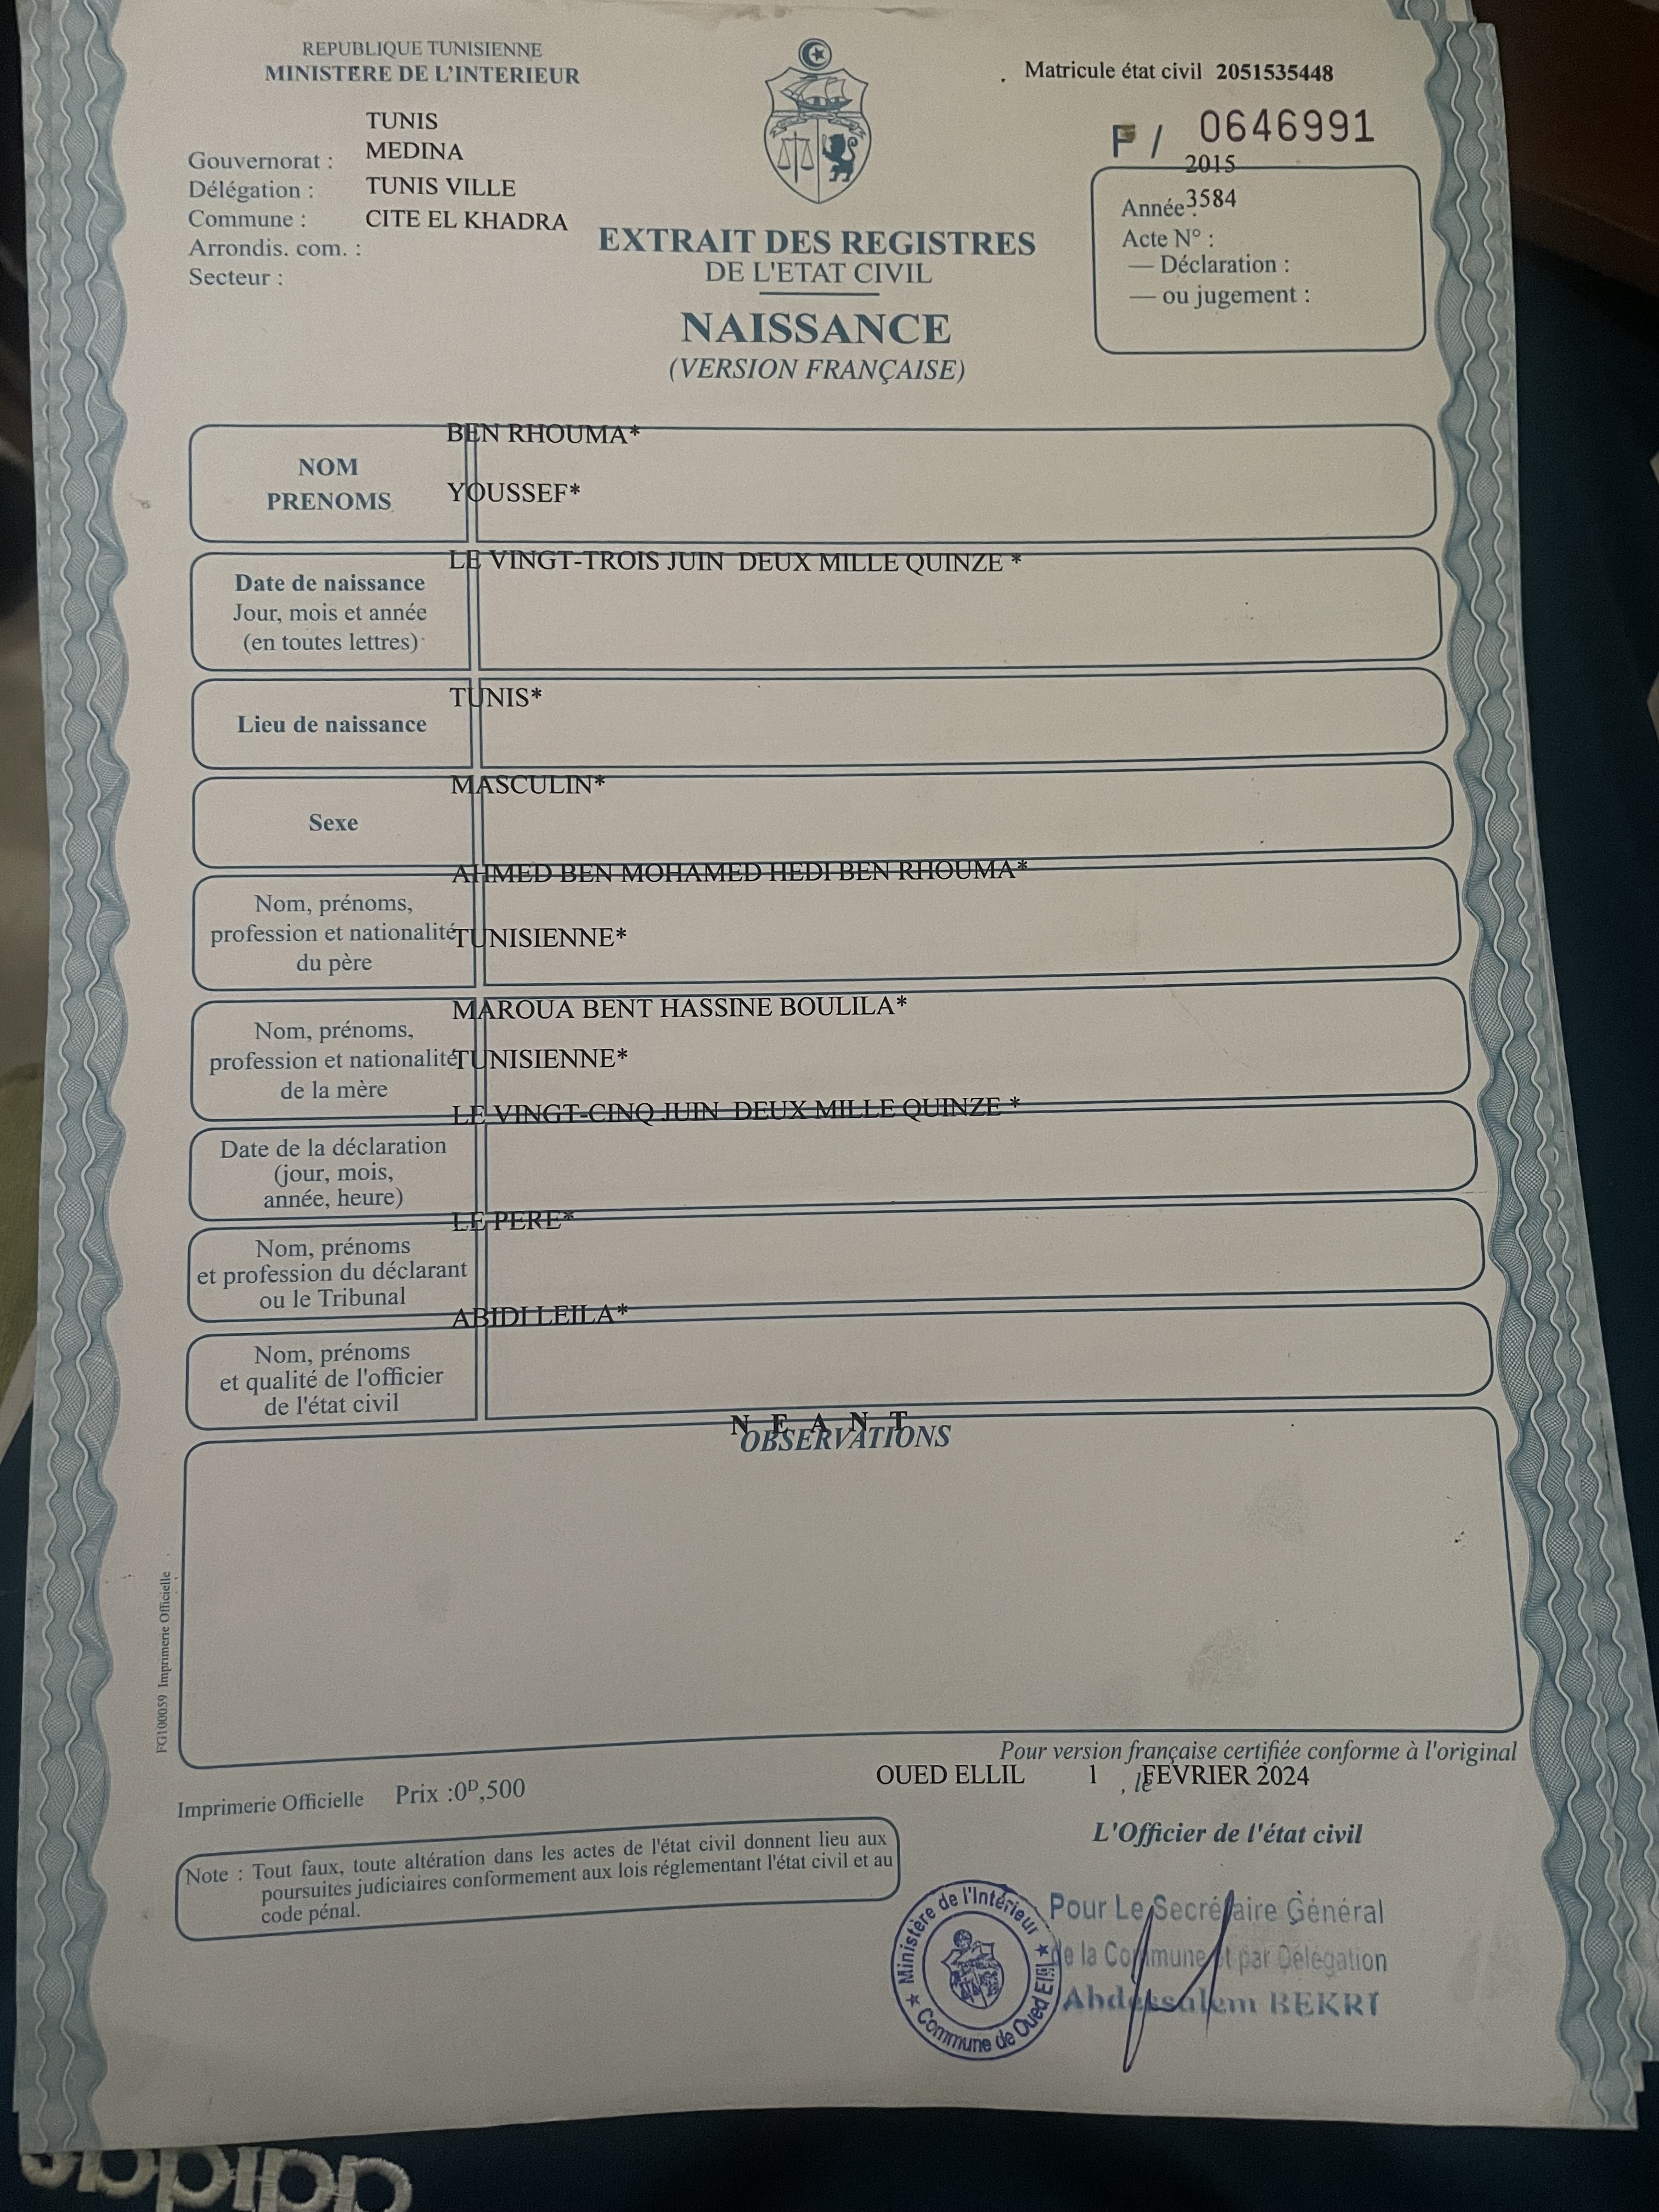 REPUBLIQUE TUNISIENNE
MINISTERE DE L'INTERIEUR
Matricule état civil 2051535448
F / 0646991
TUNIS
MEDINA
TUNIS VILLE
CITE EL KHADRA
Gouvernorat :
Délégation :
Commune :
Arrondis. com. :
Secteur :
2015
3584
Année :
Acte N° :
— Déclaration :
— ou jugement :
EXTRAIT DES REGISTRES
DE L'ETAT CIVIL
NAISSANCE
(VERSION FRANÇAISE)
BEN RHOUMA*
NOM
YOUSSEF*
PRENOMS
LE VINGT-TROIS JUIN DEUX MILLE QUINZE *
Date de naissance
Jour, mois et année
(en toutes lettres)
TUNIS*
Lieu de naissance
MASCULIN*
Sexe
AHMED BEN MOHAMED HEDI BEN RHOUMA*
Nom, prénoms,
profession et nationalité
TUNISIENNE*
du père
MAROUA BENT HASSINE BOULILA*
Nom, prénoms,
profession et nationalité
TUNISIENNE*
de la mère
LE VINGT-CINQ JUIN DEUX MILLE QUINZE *
Date de la déclaration
(jour, mois,
année, heure)
LE PERE*
Nom, prénoms
et profession du déclarant
ou le Tribunal
ABIDI LEILA*
Nom, prénoms
et qualité de l'officier
de l'état civil
N E A N T
OBSERVATIONS
FG100059 Imprimerie Officielle
Pour version française certifiée conforme à l'original
OUED ELLIL 1 , le FEVRIER 2024
Imprimerie Officielle Prix :0D,500
L'Officier de l'état civil
Note : Tout faux, toute altération dans les actes de l'état civil donnent lieu aux
poursuites judiciaires conformement aux lois réglementant l'état civil et au
code pénal.
Ministère de l'Intérieur
Commune de Oued Ellil
Pour Le Secrétaire Général
de la Commune et par Délégation
Abdessalem BEKRI
adidas